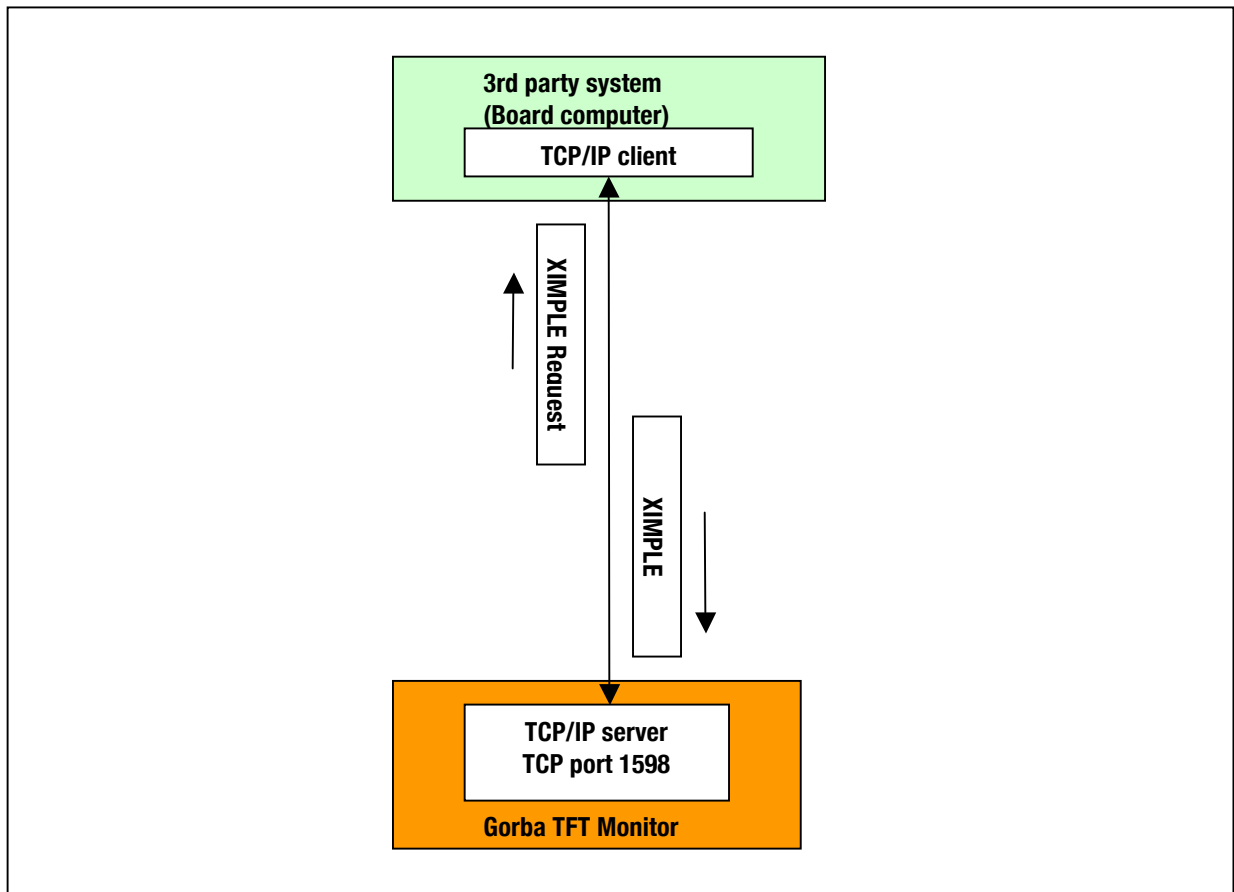 3rd party system
(Board computer)
TCP/IP client
XIMPLE Request
XIMPLE
TCP/IP server
TCP port 1598
Gorba TFT Monitor